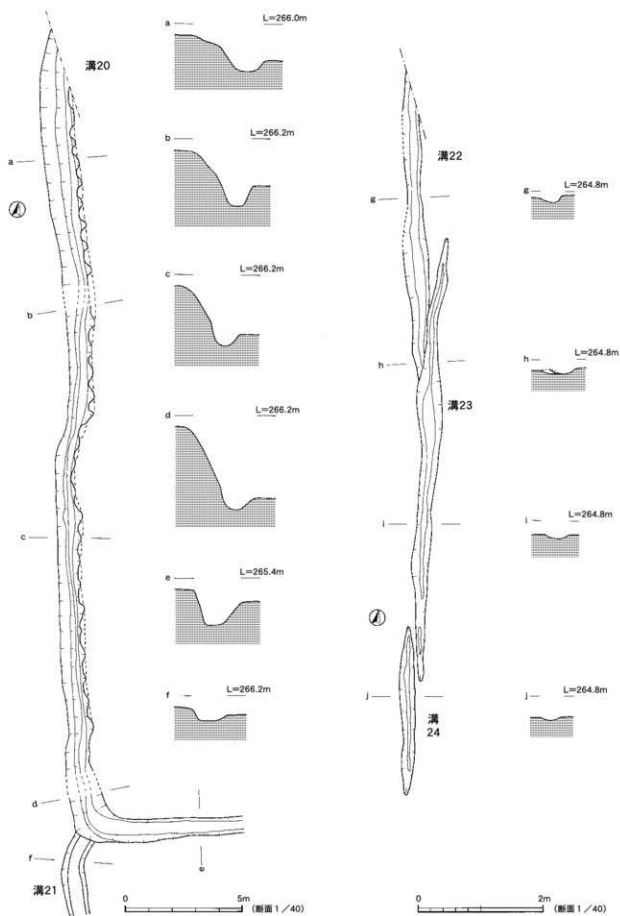 溝20
a
L=266.0m
a
b
L=266.2m
b
c
L=266.2m
c
d
L=266.2m
d
e
L=265.4m
f
L=266.2m
f
溝21
e
0
5m
(断面1/40)
溝22
g
g
L=264.8m
h
h
L=264.8m
溝23
i
i
L=264.8m
j
j
L=264.8m
溝
24
0
2m
(断面1/40)